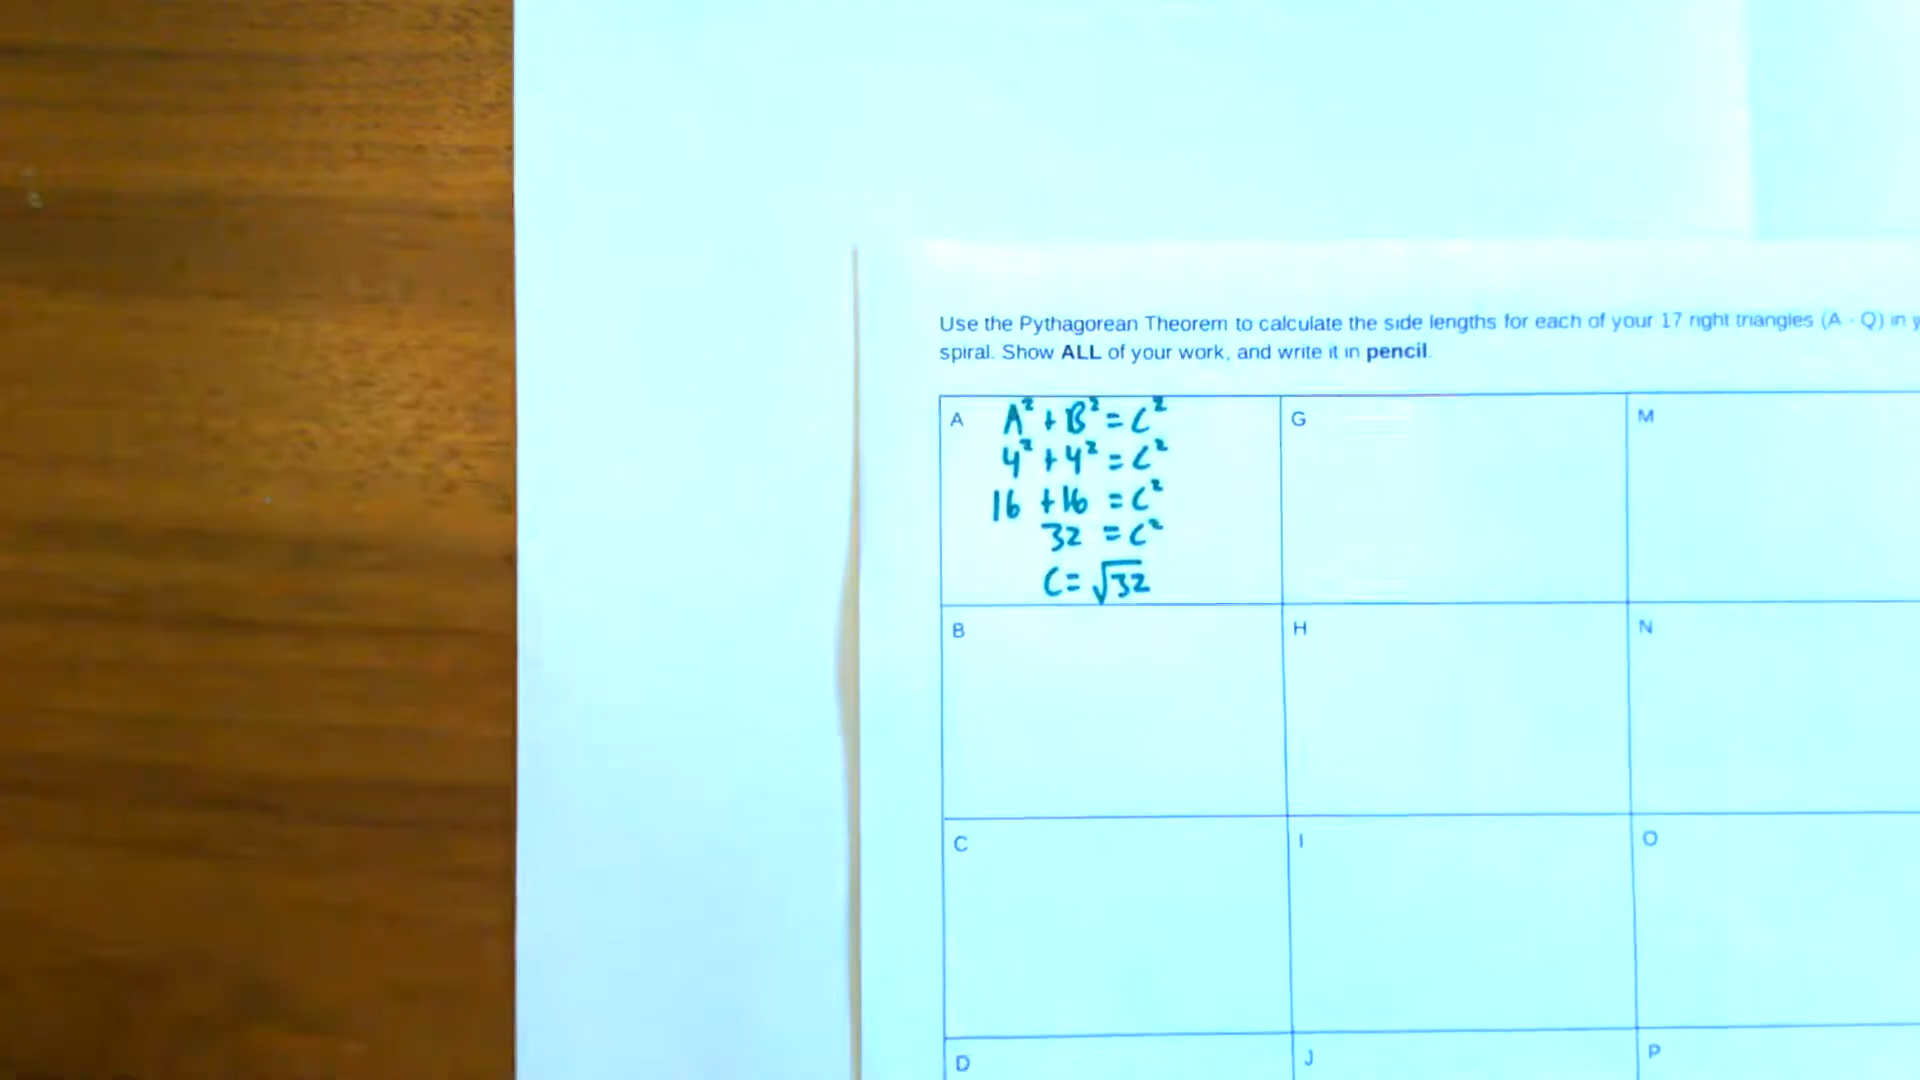 Use the Pythagorean Theorem to calculate the side lengths for each of your 17 right triangles (A - Q) in
spiral. Show ALL of your work, and write it in pencil.
A
A² + B² = C²
4² + 4² = C²
16 + 16 = C²
32 = C²
C = √32
G
M
B
H
N
C
I
O
D
J
P